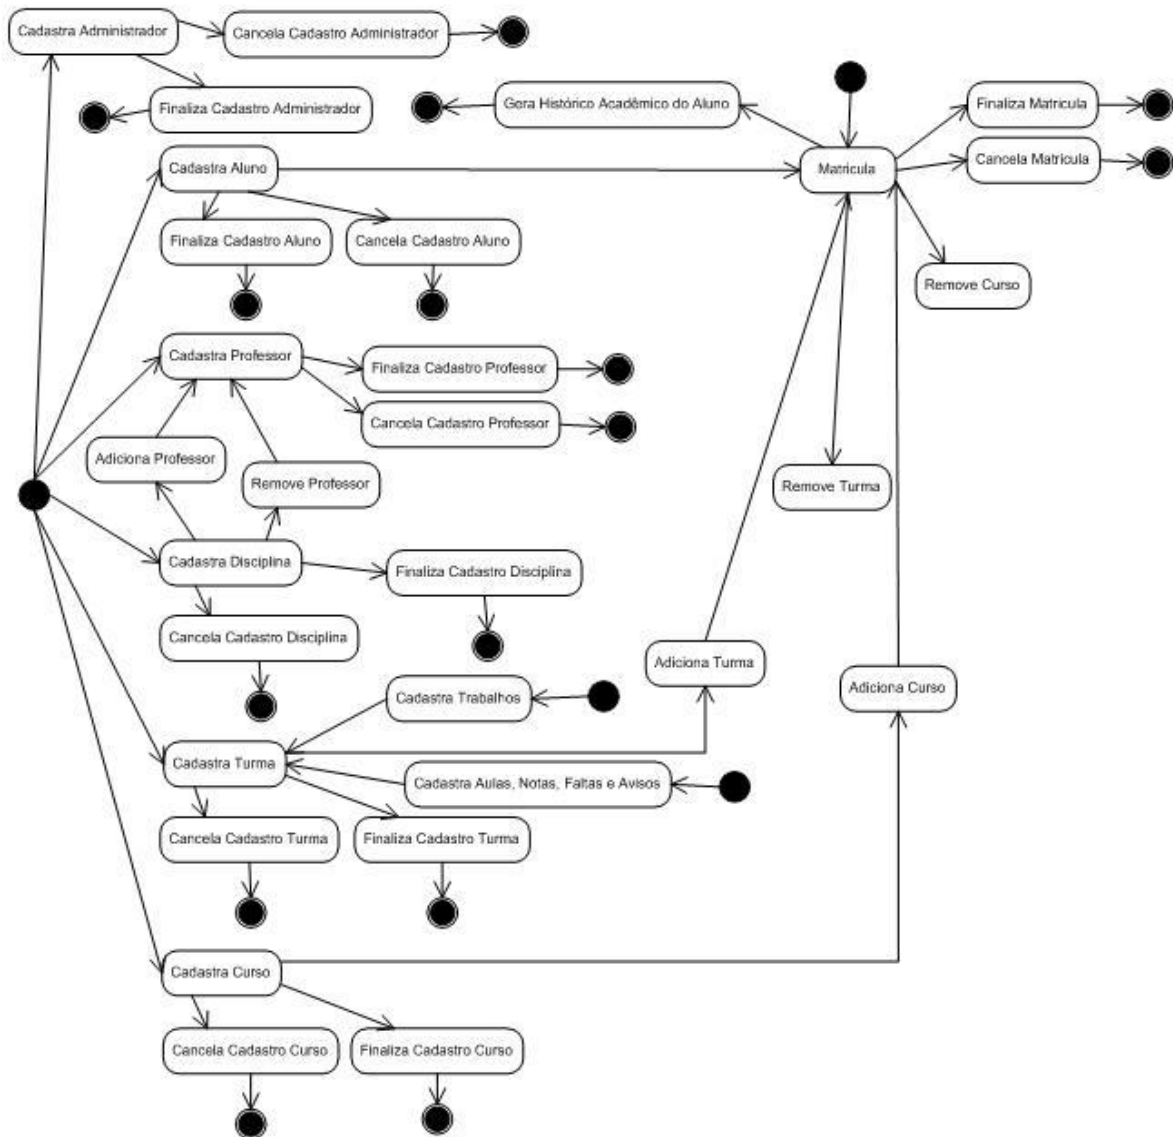 Cadastra Administrador
Cancela Cadastro Administrador
Finaliza Cadastro Administrador
Gera Histórico Acadêmico do Aluno
Finaliza Matricula
Cadastra Aluno
Matricula
Cancela Matricula
Finaliza Cadastro Aluno
Cancela Cadastro Aluno
Remove Curso
Cadastra Professor
Finaliza Cadastro Professor
Cancela Cadastro Professor
Adiciona Professor
Remove Professor
Remove Turma
Cadastra Disciplina
Finaliza Cadastro Disciplina
Cancela Cadastro Disciplina
Adiciona Turma
Adiciona Curso
Cadastra Trabalhos
Cadastra Turma
Cadastra Aulas, Notas, Faltas e Avisos
Cancela Cadastro Turma
Finaliza Cadastro Turma
Cadastra Curso
Cancela Cadastro Curso
Finaliza Cadastro Curso